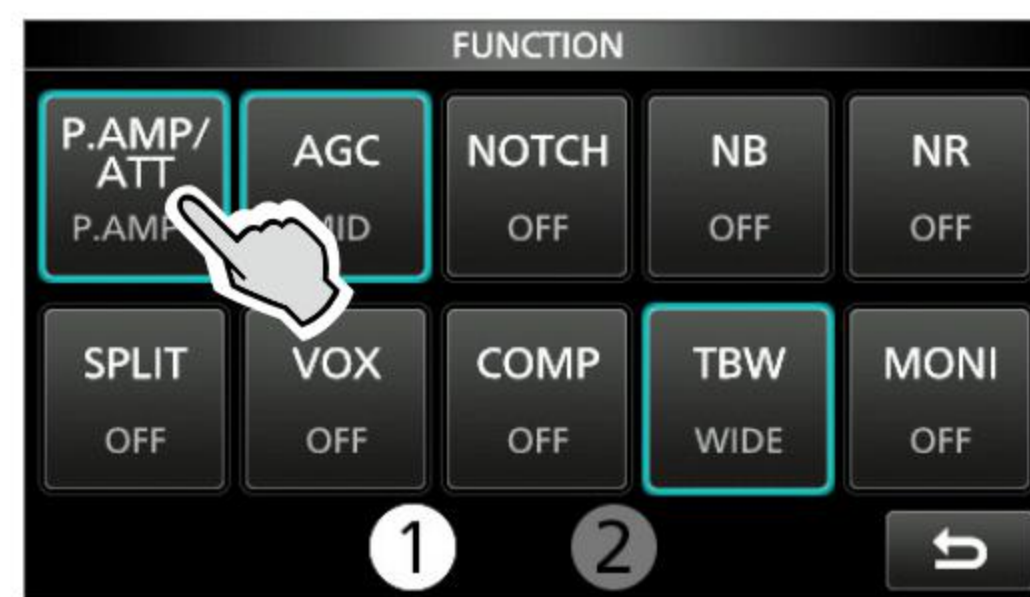 FUNCTION
P.AMP/ AGC NOTCH NB NR
ATT
P.AMP OFF OFF OFF
SPLIT VOX COMP TBW MONI
OFF OFF OFF WIDE OFF
1 2